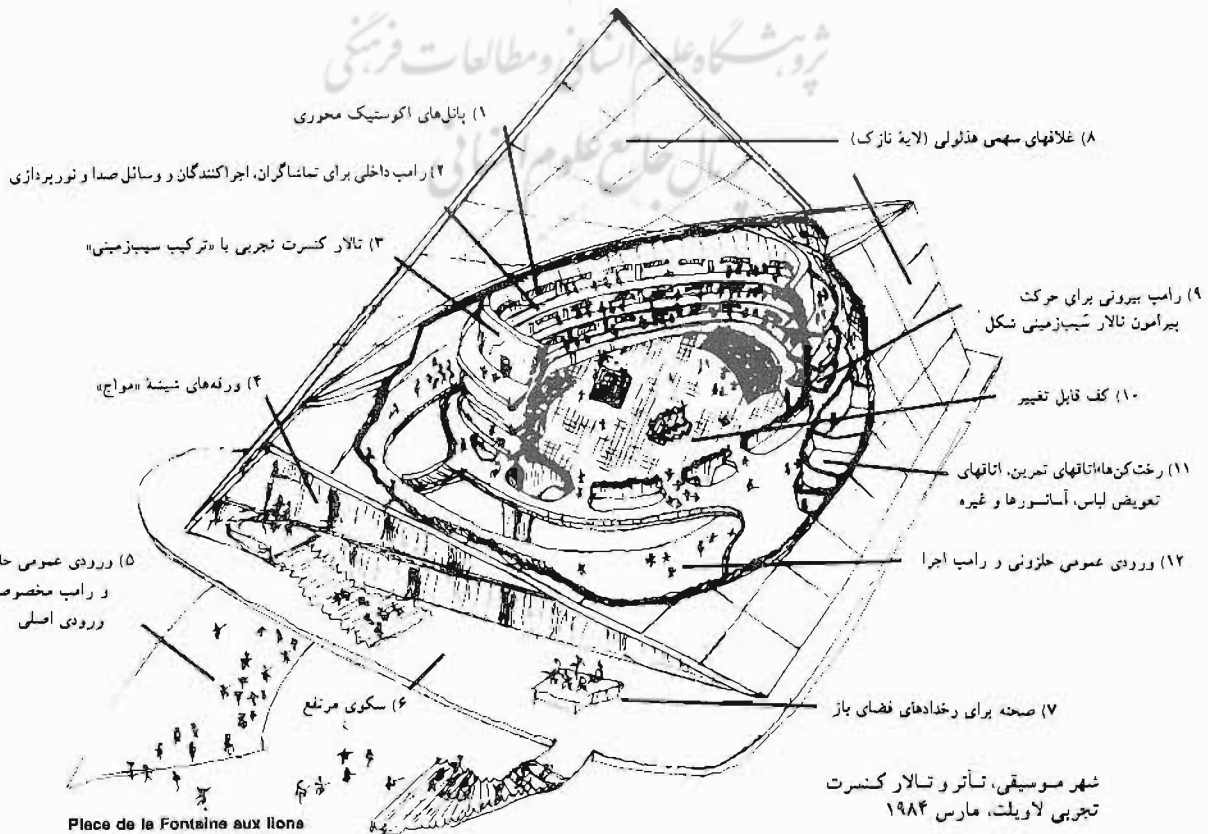 پژوهشگاه علوم انسانی و مطالعات فرهنگی
پرتال جامع علوم انسانی
۱) پانل‌های اکوستیک محوری
۲) رامپ داخلی برای تماشاگران، اجراکنندگان و وسائل صدا و نورپردازی
۳) تالار کنسرت تجربی با «ترکیب سیب‌زمینی»
۴) ورقه‌های شیشهٔ «مواج»
۵) ورودی عمومی
و رامپ مخصوص
ورودی اصلی
۶) سکوی مرتفع
۷) صحنه برای رخدادهای فضای باز
۸) غلافهای سهمی هذلولی (لایهٔ نازک)
۹) رامپ بیرونی برای حرکت
پیرامون تالار سیب‌زمینی شکل
۱۰) کف قابل تغییر
۱۱) رخت‌کن‌ها، اتاقهای تمرین، اتاقهای
تعویض لباس، آسانسورها و غیره
۱۲) ورودی عمومی حلزونی و رامپ اجرا
شهر موسیقی، تأتر و تالار کنسرت
تجربی لاویلت، مارس ۱۹۸۴
Place de la Fontaine aux lions